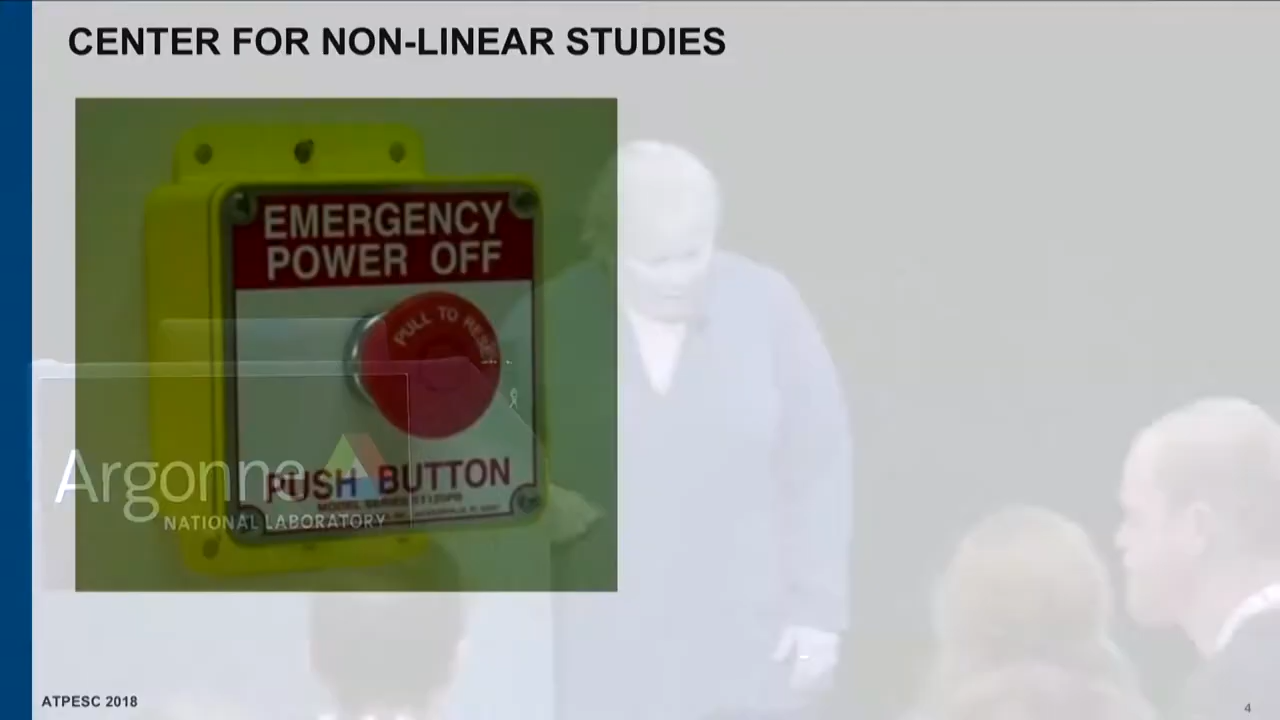 CENTER FOR NON-LINEAR STUDIES
EMERGENCY
POWER OFF
PULL TO RESET
PUSH BUTTON
Argonne
NATIONAL LABORATORY
ATPESC 2018
4